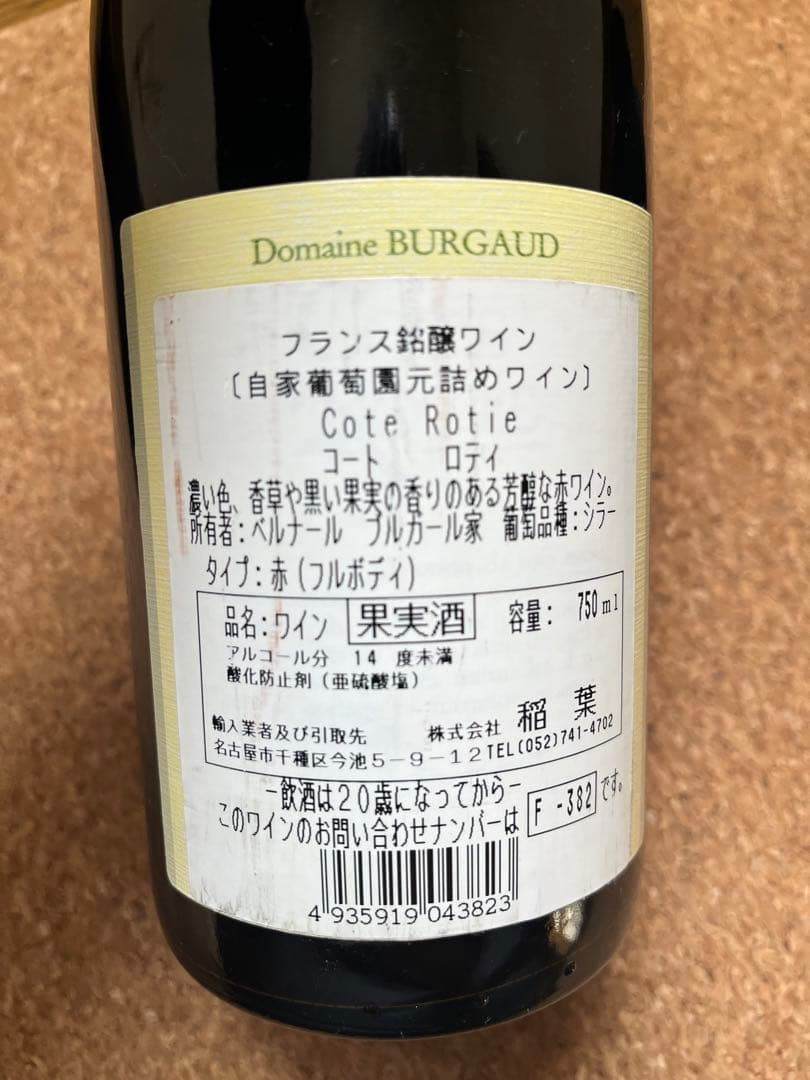 Domaine BURGAUD
フランス銘醸ワイン
〔自家葡萄園元詰めワイン〕
Cote Rotie
コート ロテイ
濃い色、香草や黒い果実の香りのある芳醇な赤ワイン。
所有者：ベルナール ブルカール家 葡萄品種：シラー
タイプ：赤（フルボディ）
品名：ワイン 果実酒 容量： 750ml
アルコール分 14 度未満
酸化防止剤（亜硫酸塩）
輸入業者及び引取先 株式会社 稲葉
名古屋市千種区今池5-9-12TEL(052)741-4702
－飲酒は20歳になってから－
このワインのお問い合わせナンバーは F -382 です。
4 935919 043823